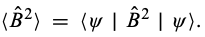 ⟨B̂²⟩ = ⟨ψ | B̂² | ψ⟩.